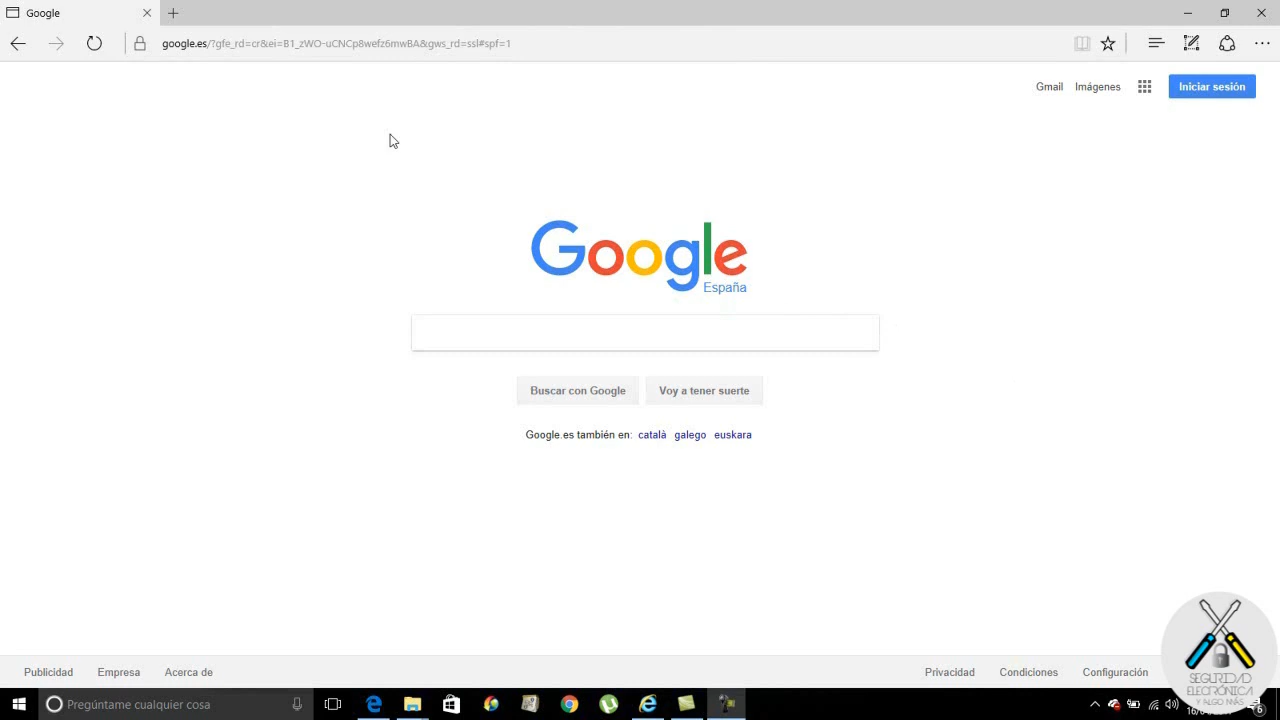 Google
google.es/?gfe_rd=cr&ei=B1_zWO-uCNCp8wefz6mwBA&gws_rd=ssl#spf=1
Gmail Imágenes Iniciar sesión
Google
España
Buscar con Google Voy a tener suerte
Google.es también en: català galego euskara
Publicidad Empresa Acerca de Privacidad Condiciones Configuración
SEGURIDAD
ELECTRÓNICA
Y ALGO MÁS
Pregúntame cualquier cosa